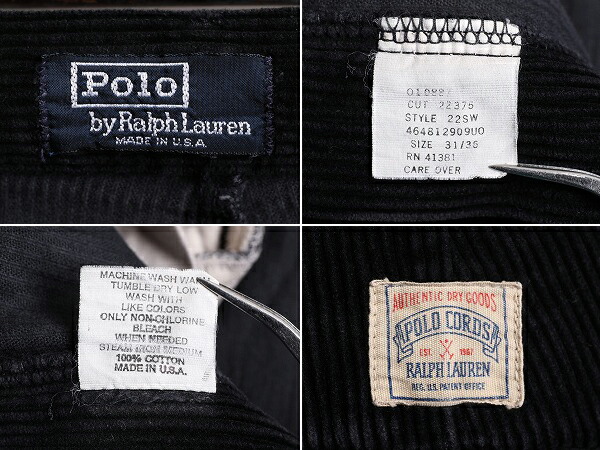 Polo
by Ralph Lauren
MADE IN U.S.A.
CUT 22375
STYLE 22SW
464812909U0
SIZE 31/36
RN 41381
CARE OVER
MACHINE WASH WARM
TUMBLE DRY LOW
WASH WITH
LIKE COLORS
ONLY NON-CHLORINE
BLEACH
WHEN NEEDED
STEAM IRON MEDIUM
100% COTTON
MADE IN U.S.A.
AUTHENTIC DRY GOODS
POLO CORDS
EST. 1967
RALPH LAUREN
REG. U.S. PATENT OFFICE